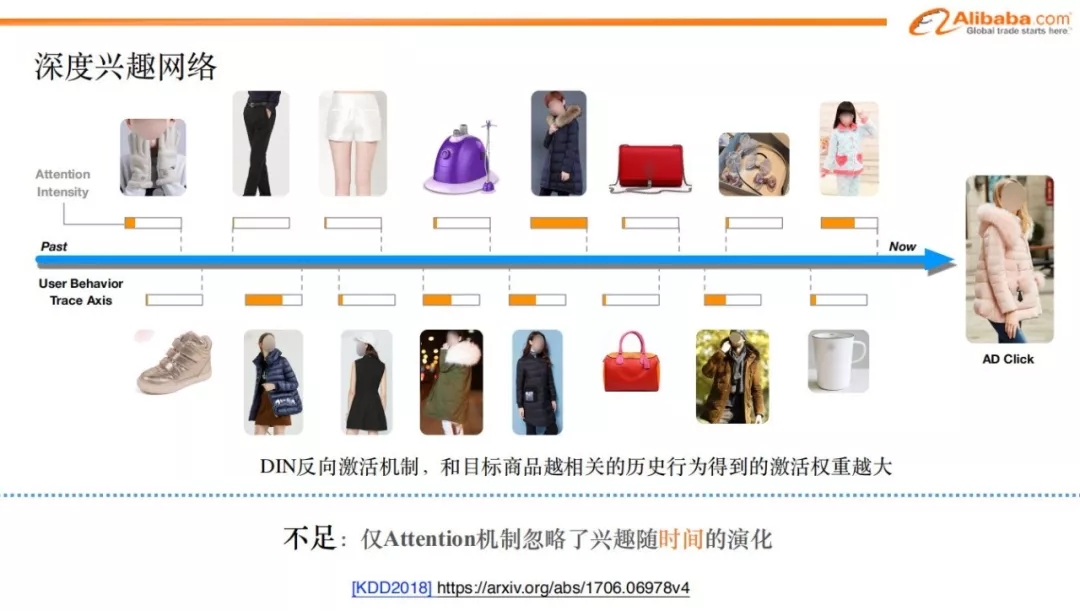 Alibaba.com
Global trade starts here.™
深度兴趣网络
Attention
Intensity
Past
Now
User Behavior
Trace Axis
AD Click
DIN反向激活机制，和目标商品越相关的历史行为得到的激活权重越大
不足：仅Attention机制忽略了兴趣随时间的演化
[KDD2018] https://arxiv.org/abs/1706.06978v4